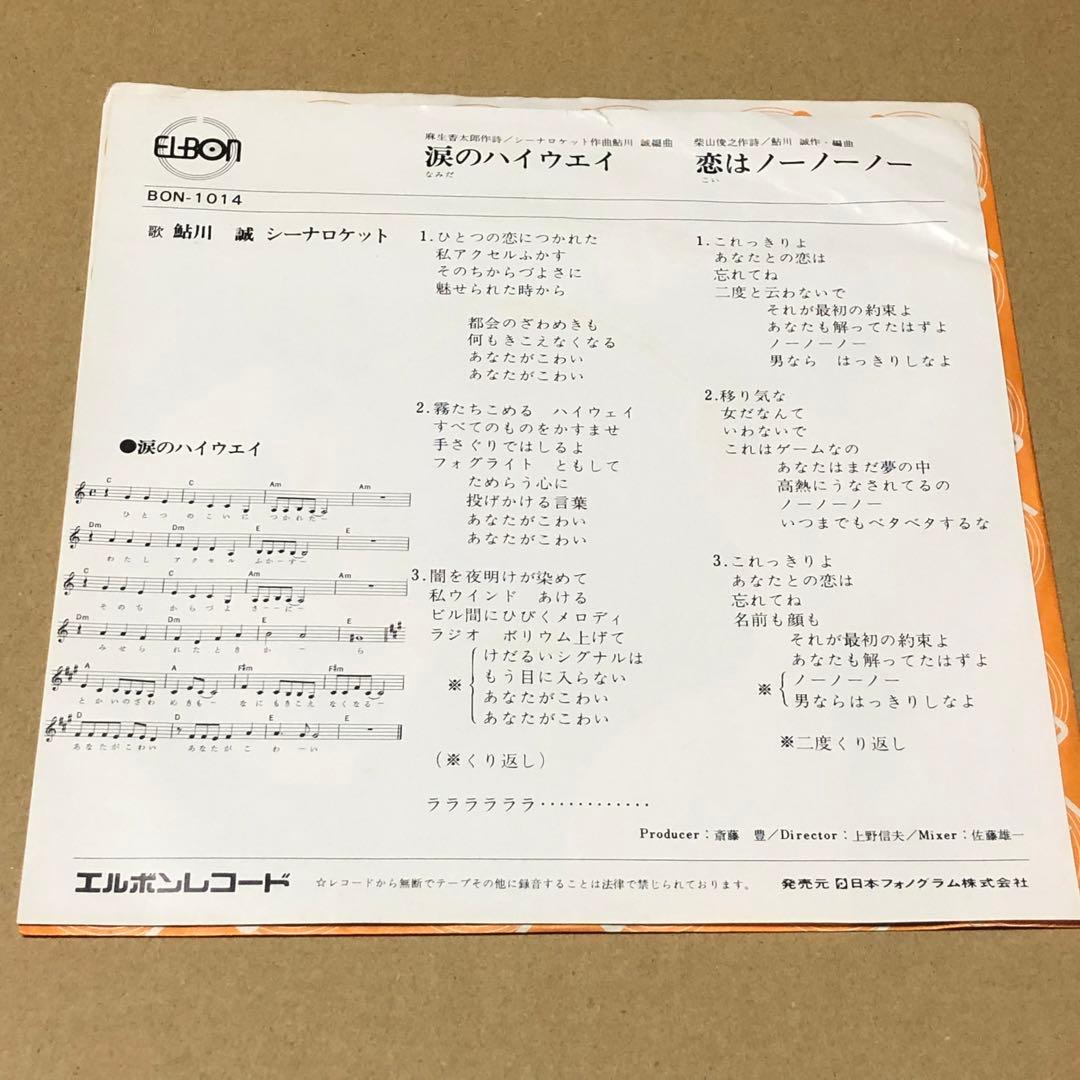 ELBON
BON-1014
歌 鮎川 誠 シーナロケット
麻生香太郎作詩/シーナロケット作曲鮎川 誠編曲
涙のハイウエイ
なみだ
1.ひとつの恋につかれた
私アクセルふかす
そのちからづよさに
魅せられた時から
都会のざわめきも
何もきこえなくなる
あなたがこわい
あなたがこわい
2.霧たちこめる ハイウェイ
すべてのものをかすませ
手さぐりではしるよ
フォグライト ともして
ためらう心に
投げかける言葉
あなたがこわい
あなたがこわい
3.闇を夜明けが染めて
私ウインド あける
ビル間にひびくメロディ
ラジオ ボリウム上げて
※ けだるいシグナルは
もう目に入らない
あなたがこわい
あなたがこわい
(※くり返し)
ララララララ…………
柴山俊之作詩/鮎川 誠作・編曲
恋はノーノーノー
こい
1.これっきりよ
あなたとの恋は
忘れてね
二度と云わないで
それが最初の約束よ
あなたも解ってたはずよ
ノーノーノー
男なら はっきりしなよ
2.移り気な
女だなんて
いわないで
これはゲームなの
あなたはまだ夢の中
高熱にうなされてるの
ノーノーノー
いつまでもベタベタするな
3.これっきりよ
あなたとの恋は
忘れてね
名前も顔も
それが最初の約束よ
あなたも解ってたはずよ
※ ノーノーノー
男ならはっきりしなよ
※二度くり返し
●涙のハイウエイ
C C Am Am
ひとつ の こいに つかれたー
Dm Dm E E
わたし アクセル ふかーすー
C C Am Am
そのち からづよ さーーにー
Dm Dm E E
みせら れたとき かーら
A A F#m F#m
とかいのざわ めきもー なにもきこえ なくなるー
D D E E
あなたがこわい あなたがこ わーい
Producer:斎藤 豊/Director:上野信夫/Mixer:佐藤雄一
エルボンレコード
☆レコードから無断でテープその他に録音することは法律で禁じられております。
発売元 日本フォノグラム株式会社